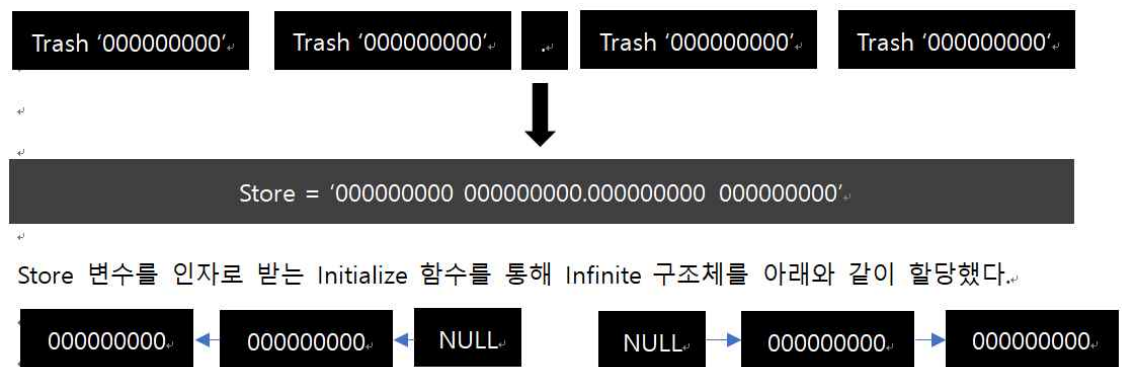 Trash ‘000000000‘ Trash ‘000000000‘ . Trash ‘000000000‘ Trash ‘000000000‘
Store = ‘000000000 000000000.000000000 000000000’
Store 변수를 인자로 받는 Initialize 함수를 통해 Infinite 구조체를 아래와 같이 할당했다.
000000000 000000000 NULL NULL 000000000 000000000